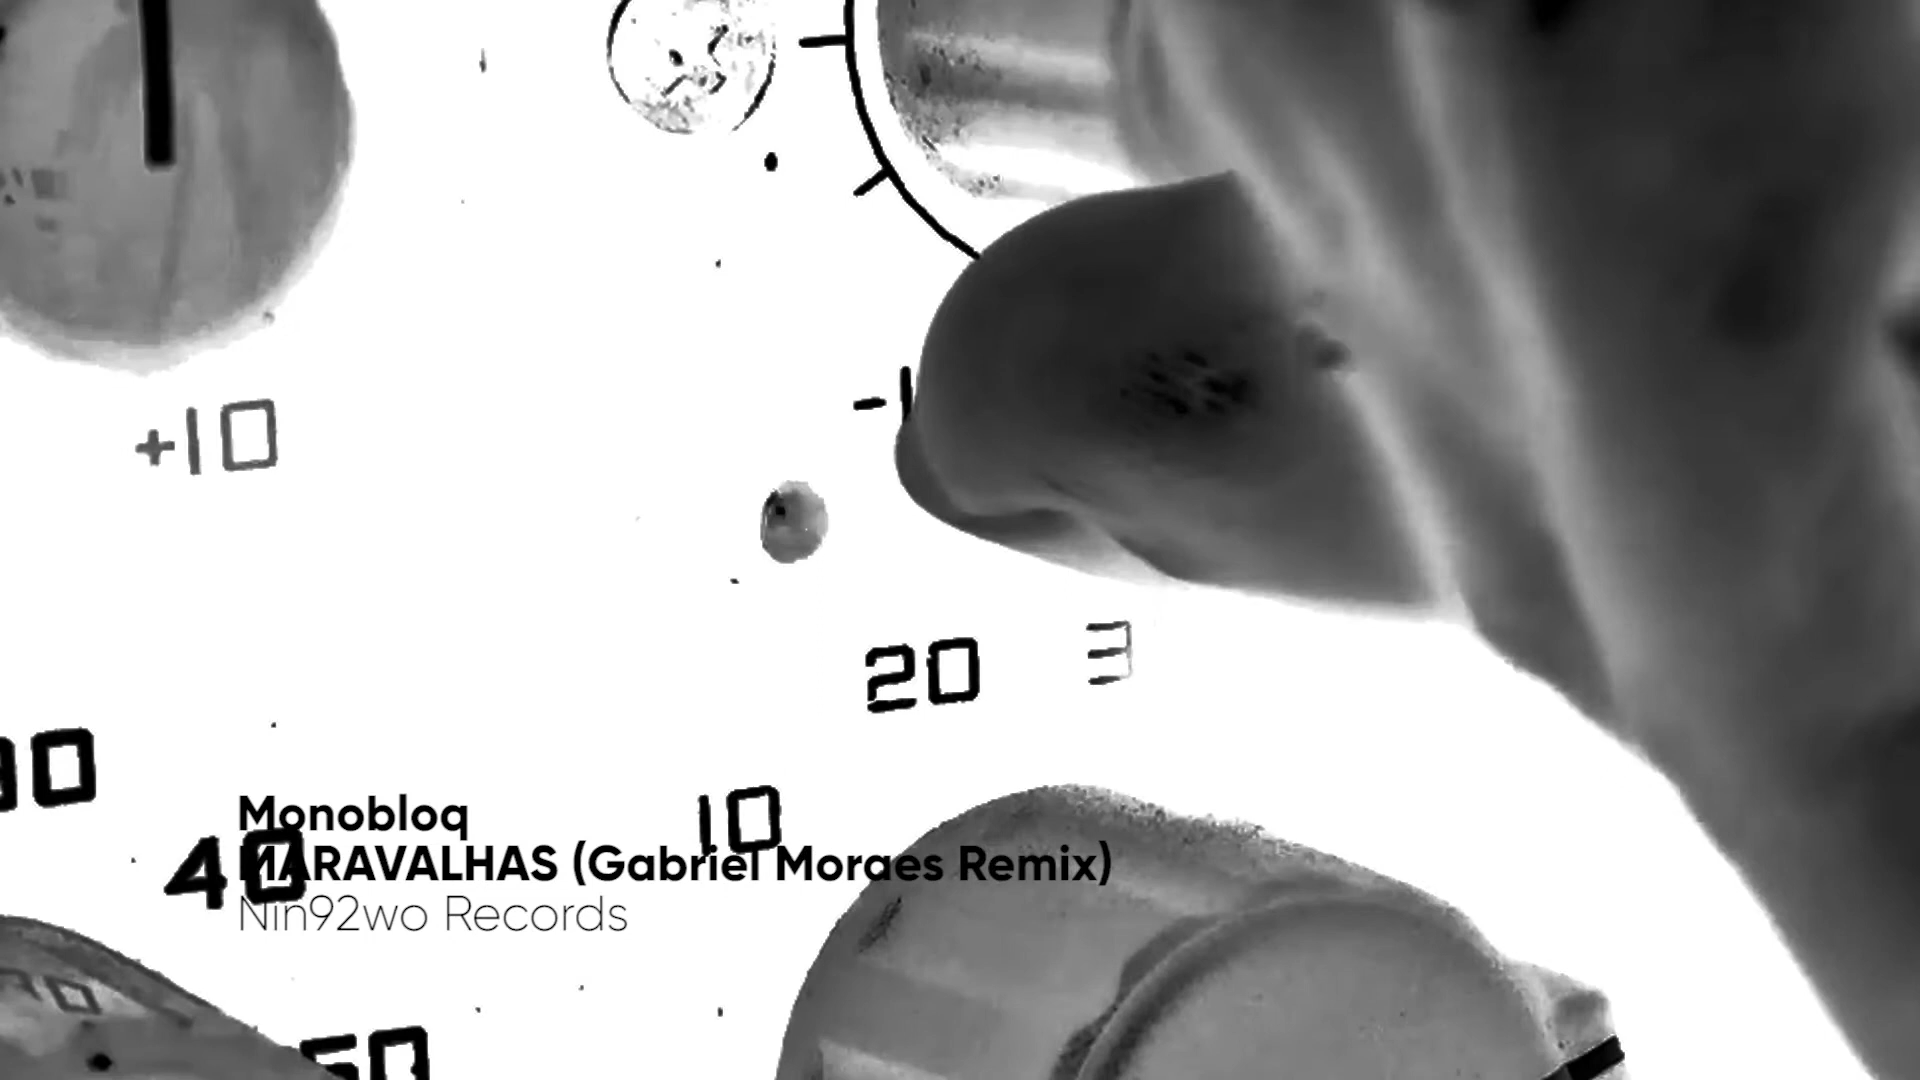 +10
20
10
40
Monobloq
MARAVALHAS (Gabriel Moraes Remix)
Nin92wo Records